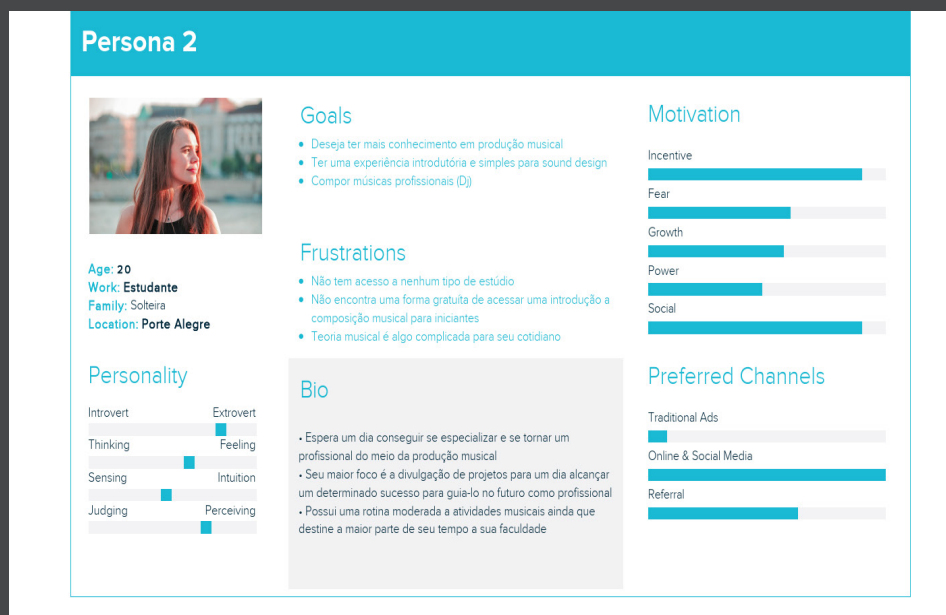 Persona 2
Age: 20
Work: Estudante
Family: Solteira
Location: Porte Alegre
Personality
Introvert Extrovert
Thinking Feeling
Sensing Intuition
Judging Perceiving
Goals
• Deseja ter mais conhecimento em produção musical
• Ter uma experiência introdutória e simples para sound design
• Compor músicas profissionais (Dj)
Frustrations
• Não tem acesso a nenhum tipo de estúdio
• Não encontra uma forma gratuita de acessar uma introdução a
composição musical para iniciantes
• Teoria musical é algo complicada para seu cotidiano
Bio
• Espera um dia conseguir se especializar e se tornar um
profissional do meio da produção musical
• Seu maior foco é a divulgação de projetos para um dia alcançar
um determinado sucesso para guia-lo no futuro como profissional
• Possui uma rotina moderada a atividades musicais ainda que
destine a maior parte de seu tempo a sua faculdade
Motivation
Incentive
Fear
Growth
Power
Social
Preferred Channels
Traditional Ads
Online & Social Media
Referral